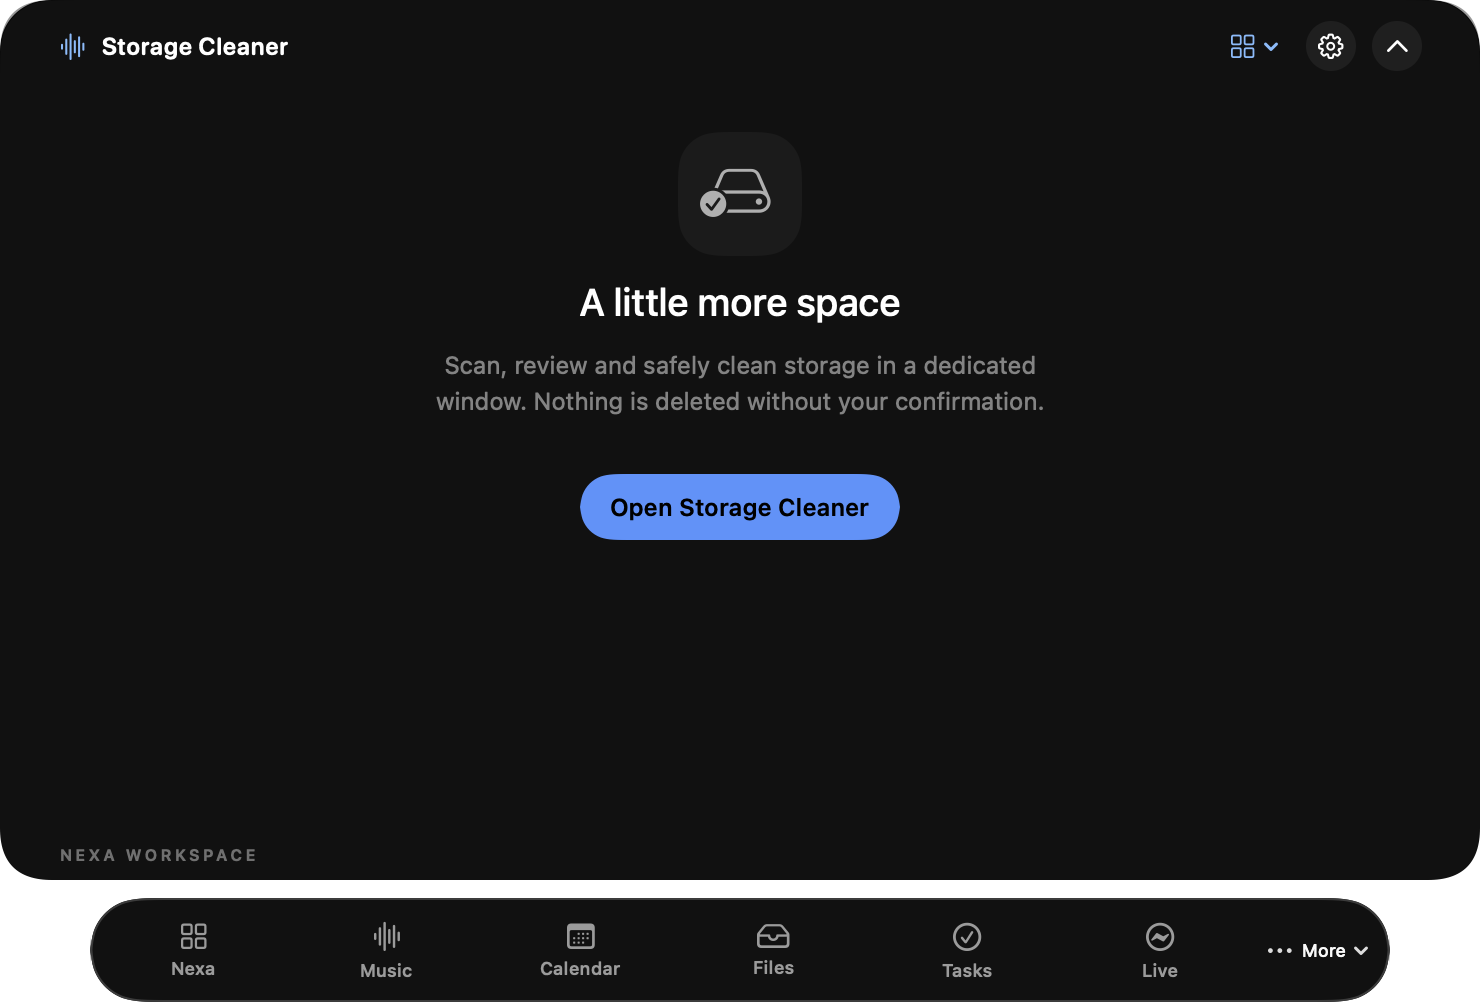 Storage Cleaner
A little more space
Scan, review and safely clean storage in a dedicated
window. Nothing is deleted without your confirmation.
Open Storage Cleaner
NEXA WORKSPACE
Nexa
Music
Calendar
Files
Tasks
Live
More